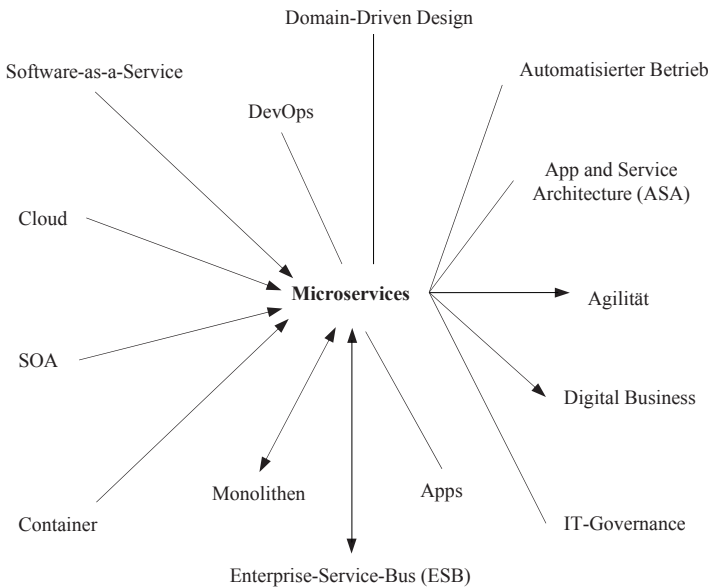 Domain-Driven Design
Software-as-a-Service
Automatisierter Betrieb
DevOps
App and Service
Architecture (ASA)
Cloud
Microservices
Agilität
SOA
Digital Business
Monolithen
Apps
Container
IT-Governance
Enterprise-Service-Bus (ESB)